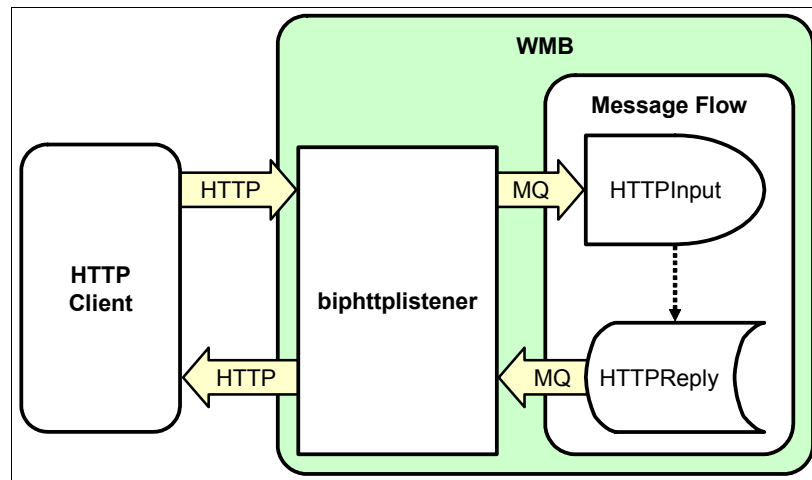 WMB
Message Flow
HTTP
MQ
HTTPInput
HTTP
Client
biphttplistener
HTTP
MQ
HTTPReply